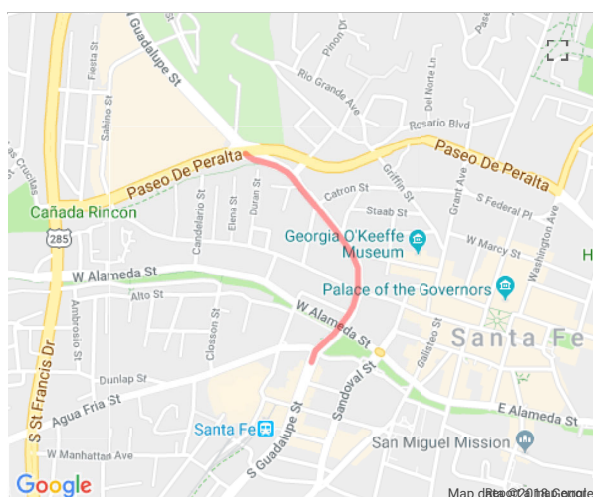 N Guadalupe St
Pinon Dr
Paseo
Fiesta St
Sahino St
Rio Grande Ave
Del Norte Ln
Rosario Blvd
Las Crucitas
Paseo De Peralta
Paseo De Peralta
Griffin St
Grant Ave
Catron St
S Federal Pl
Washington Ave
Duran St
Elena St
Candelario St
Staab St
Cañada Rincon
285
Georgia O'Keeffe
Museum
W Marcy St
H
W Alameda St
Alto St
Palace of the Governors
W Alameda St
Ambrosio St
Closson St
Galisteo St
Santa Fe
S St Francis Dr
Dunlap St
Sandoval St
Agua Fria St
E Alameda St
Santa Fe
S Guadalupe St
San Miguel Mission
W Manhattan Ave
Google